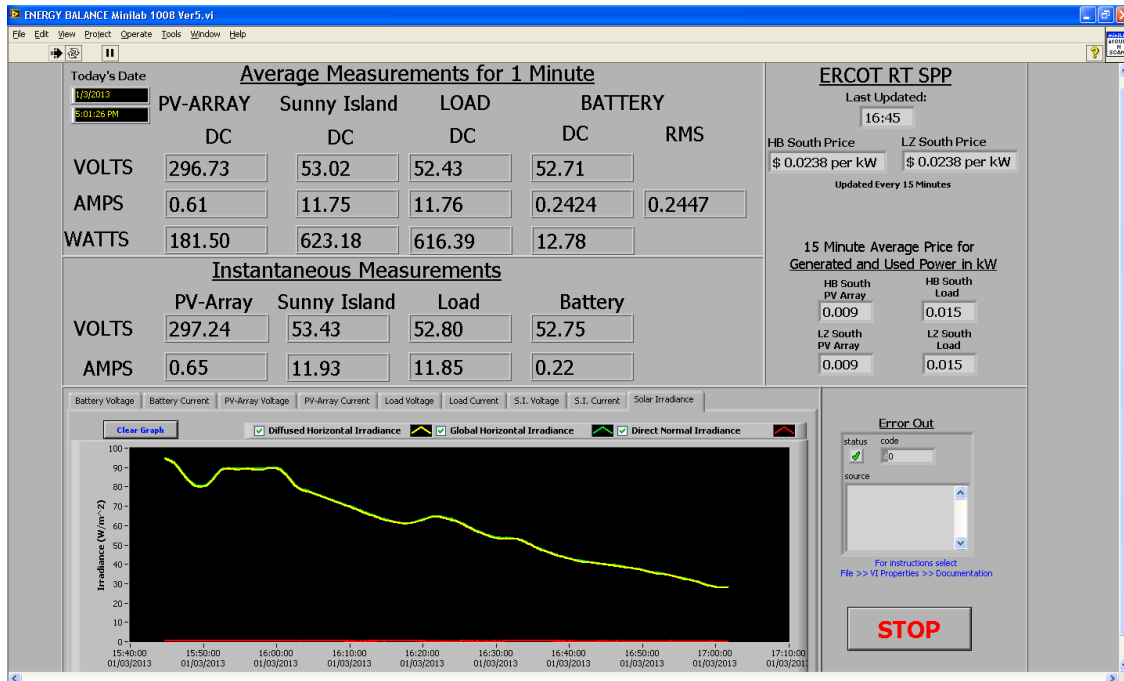 ENERGY BALANCE Minilab 1008 Ver5.vi
File Edit View Project Operate Tools Window Help
Today's Date
1/3/2013
5:01:26 PM
Average Measurements for 1 Minute
PV-ARRAY Sunny Island LOAD BATTERY
DC DC DC DC RMS
VOLTS 296.73 53.02 52.43 52.71
AMPS 0.61 11.75 11.76 0.2424 0.2447
WATTS 181.50 623.18 616.39 12.78
Instantaneous Measurements
PV-Array Sunny Island Load Battery
VOLTS 297.24 53.43 52.80 52.75
AMPS 0.65 11.93 11.85 0.22
ERCOT RT SPP
Last Updated:
16:45
HB South Price LZ South Price
$ 0.0238 per kW $ 0.0238 per kW
Updated Every 15 Minutes
15 Minute Average Price for
Generated and Used Power in kW
HB South HB South
PV Array Load
0.009 0.015
LZ South LZ South
PV Array Load
0.009 0.015
Battery Voltage Battery Current PV-Array Voltage PV-Array Current Load Voltage Load Current S.I. Voltage S.I. Current Solar Irradiance
Clear Graph Diffused Horizontal Irradiance Global Horizontal Irradiance Direct Normal Irradiance
Irradiance (W/m^2)
100
90
80
70
60
50
40
30
20
10
0
15:40:00 15:50:00 16:00:00 16:10:00 16:20:00 16:30:00 16:40:00 16:50:00 17:00:00 17:10:00
01/03/2013 01/03/2013 01/03/2013 01/03/2013 01/03/2013 01/03/2013 01/03/2013 01/03/2013 01/03/2013 01/03/2013
Error Out
status code
0
source
For instructions select
File >> VI Properties >> Documentation
STOP